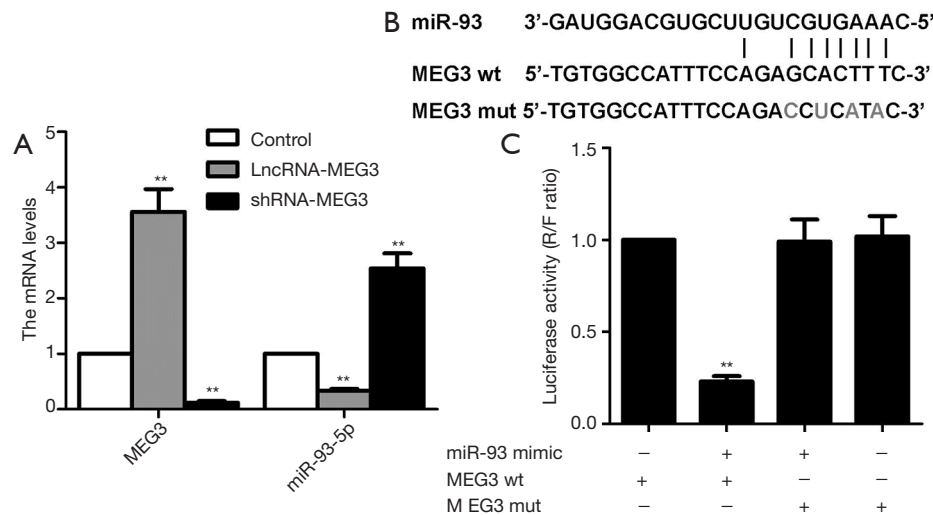 B miR-93 3’-GAUGGACGUGCUUGUCGUGAAAC-5’
MEG3 wt 5’-TGTGGCCATTTCCAGAGCACTTTC-3’
MEG3 mut 5’-TGTGGCCATTTCCAGACCUCATAC-3’
A
The mRNA levels
5
4
3
2
1
0
Control
LncRNA-MEG3
shRNA-MEG3
**
**
**
**
MEG3
miR-93-5p
C
Luciferase activity (R/F ratio)
1.5
1.0
0.5
0.0
**
miR-93 mimic – + + –
MEG3 wt + + – –
M EG3 mut – – + +